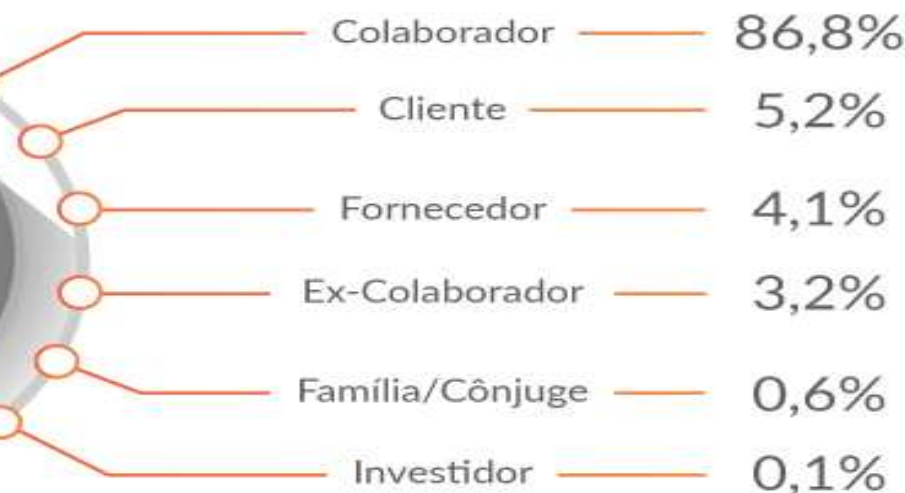 Colaborador 86,8%
Cliente 5,2%
Fornecedor 4,1%
Ex-Colaborador 3,2%
Família/Cônjuge 0,6%
Investidor 0,1%